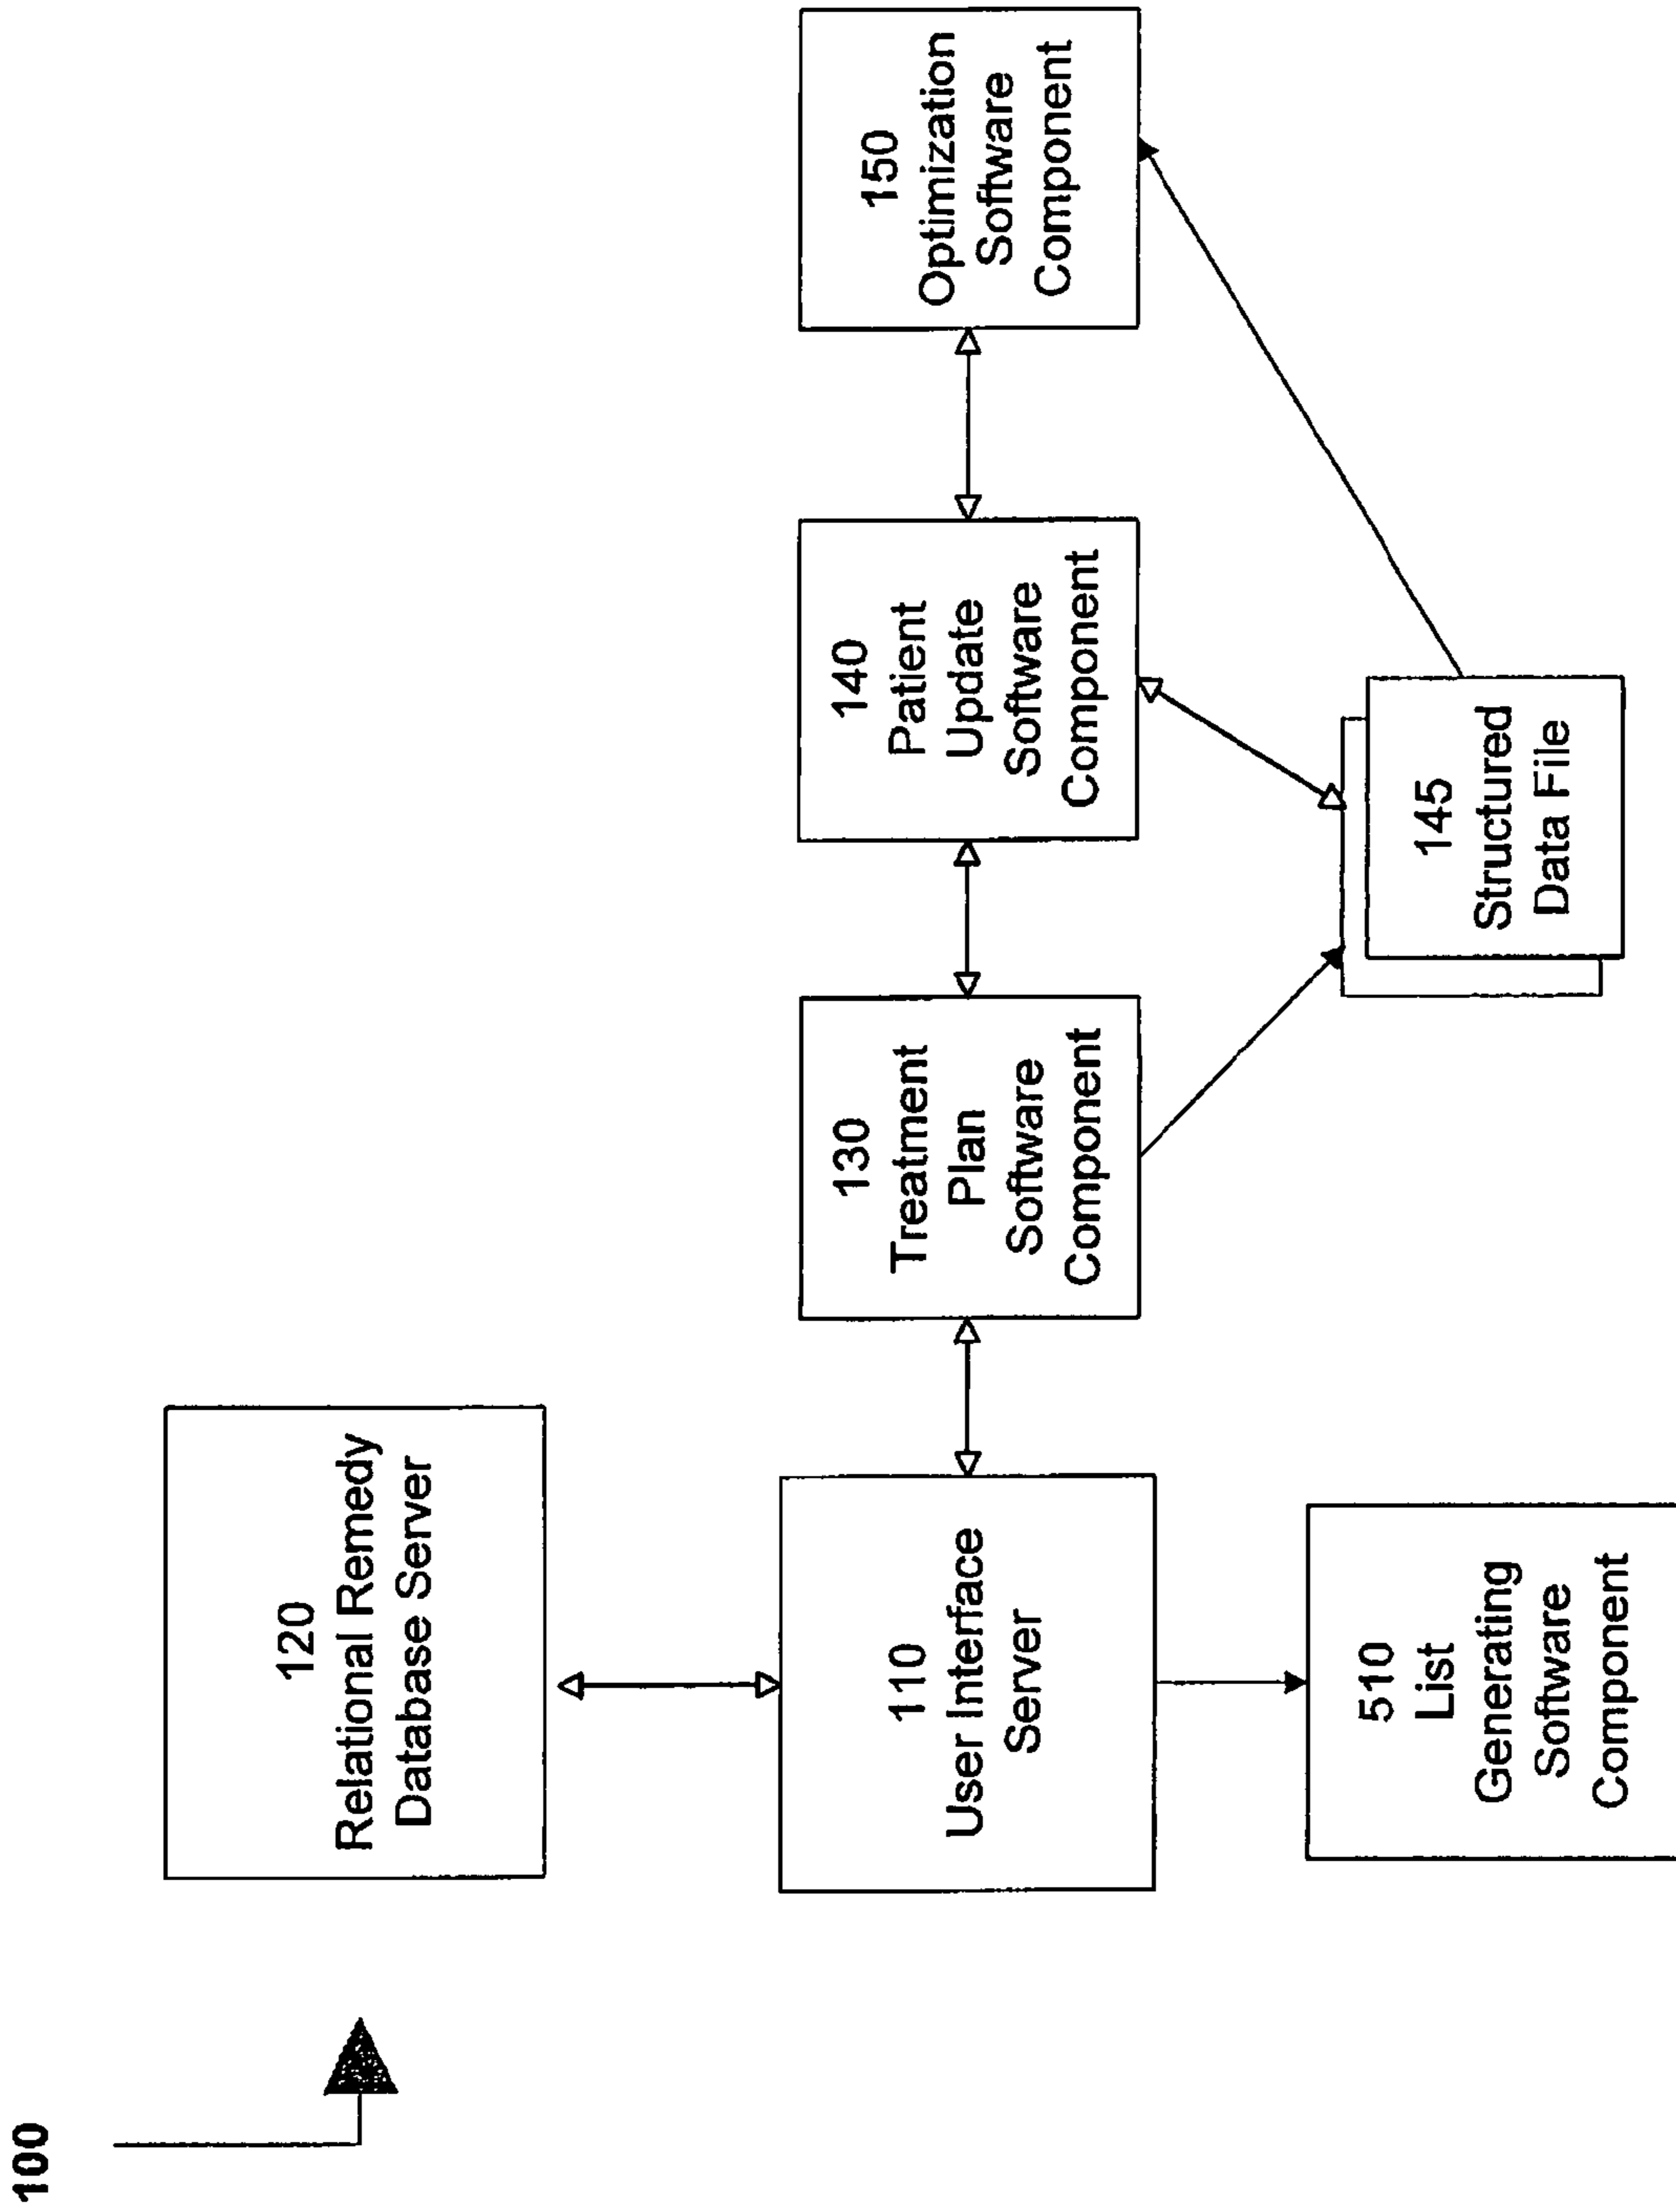 100
120
Relational Remedy
Database Server
110
User Interface
Server
510
List
Generating
Software
Component
130
Treatment
Plan
Software
Component
140
Patient
Update
Software
Component
150
Optimization
Software
Component
145
Structured
Data File